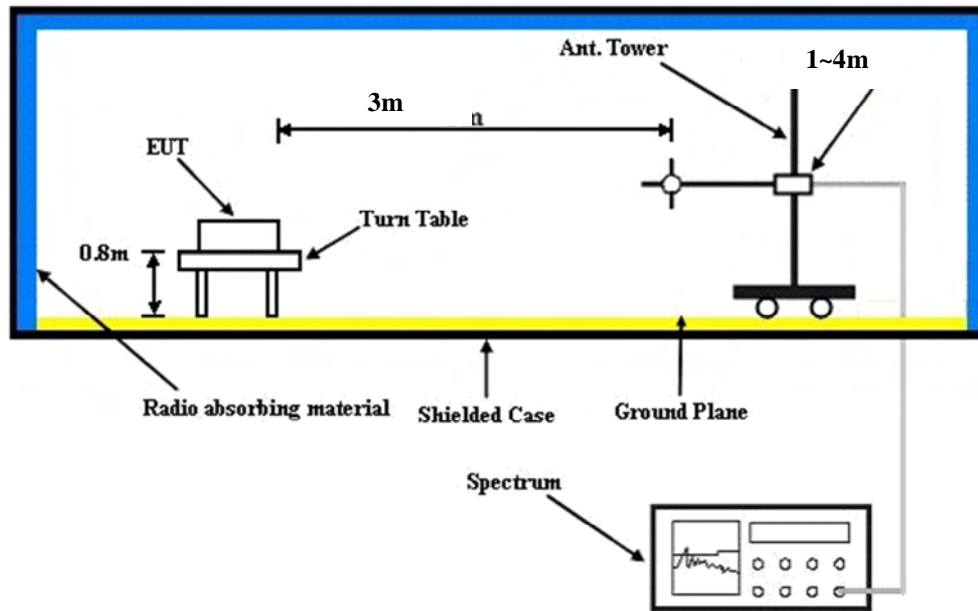 Ant. Tower
1~4m
3m
n
EUT
Turn Table
0.8m
Radio absorbing material
Shielded Case
Ground Plane
Spectrum